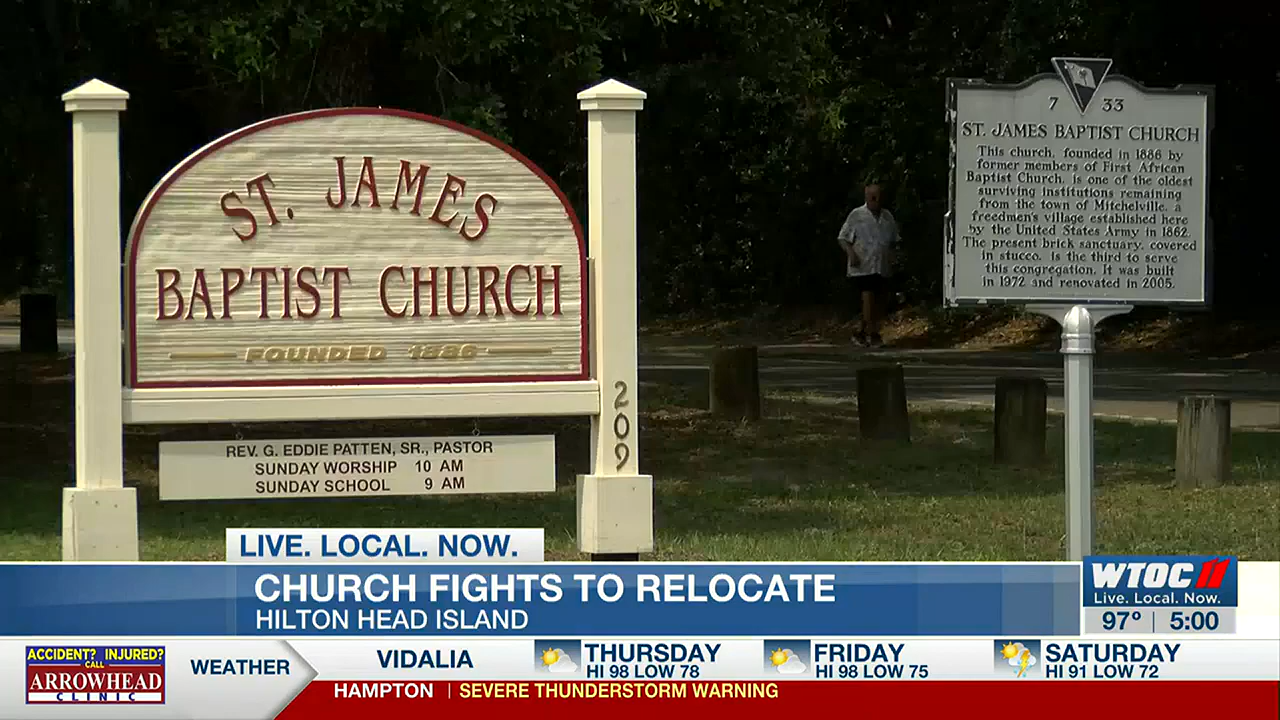 ST. JAMES
BAPTIST CHURCH
FOUNDED 1886
209
REV. G. EDDIE PATTEN, SR., PASTOR
SUNDAY WORSHIP 10 AM
SUNDAY SCHOOL 9 AM
7 33
ST. JAMES BAPTIST CHURCH
This church, founded in 1886 by
former members of First African
Baptist Church, is one of the oldest
surviving institutions remaining
from the town of Mitchelville, a
freedmen's village established here
by the United States Army in 1862.
The present brick sanctuary, covered
in stucco, is the third to serve
this congregation. It was built
in 1972 and renovated in 2005.
LIVE. LOCAL. NOW.
CHURCH FIGHTS TO RELOCATE
HILTON HEAD ISLAND
WTOC 11
Live. Local. Now.
97° 5:00
ACCIDENT? INJURED?
CALL
ARROWHEAD
CLINIC
WEATHER
VIDALIA
THURSDAY
HI 98 LOW 78
FRIDAY
HI 98 LOW 75
SATURDAY
HI 91 LOW 72
HAMPTON | SEVERE THUNDERSTORM WARNING